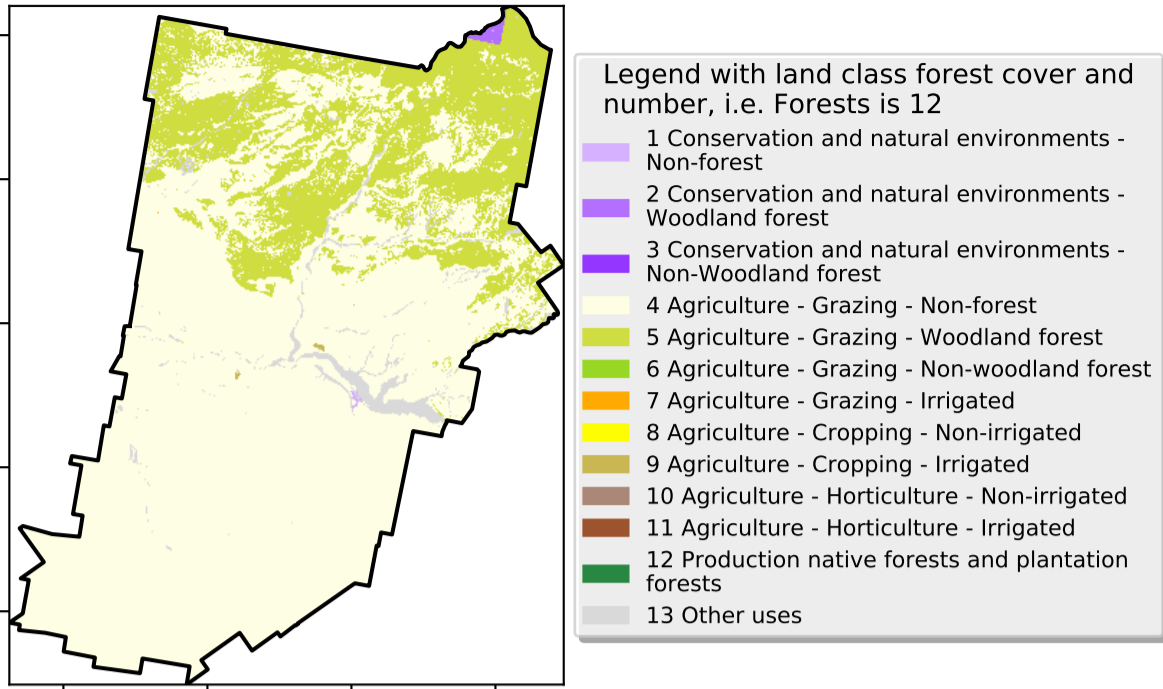 Legend with land class forest cover and
number, i.e. Forests is 12
1 Conservation and natural environments -
Non-forest
2 Conservation and natural environments -
Woodland forest
3 Conservation and natural environments -
Non-Woodland forest
4 Agriculture - Grazing - Non-forest
5 Agriculture - Grazing - Woodland forest
6 Agriculture - Grazing - Non-woodland forest
7 Agriculture - Grazing - Irrigated
8 Agriculture - Cropping - Non-irrigated
9 Agriculture - Cropping - Irrigated
10 Agriculture - Horticulture - Non-irrigated
11 Agriculture - Horticulture - Irrigated
12 Production native forests and plantation
forests
13 Other uses